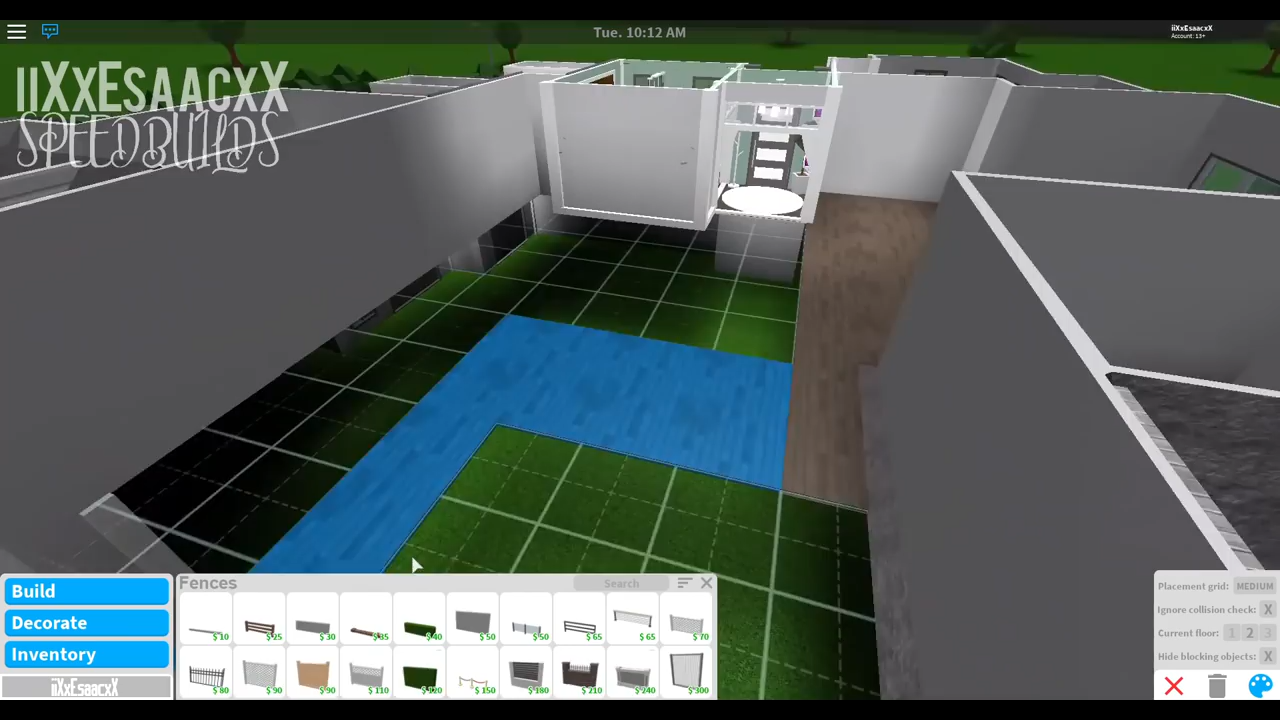 Tue. 10:12 AM
iiXxEsaacxX
Account: 13+
iiXxEsaacxX
SPEEDBUILDS
Build
Decorate
Inventory
iiXxEsaacxX
Fences
Search
$10 $25 $30 $35 $40 $50 $50 $65 $65 $70
$80 $90 $90 $110 $120 $150 $180 $210 $240 $300
Placement grid: MEDIUM
Ignore collision check: X
Current floor: 1 2 3
Hide blocking objects: X